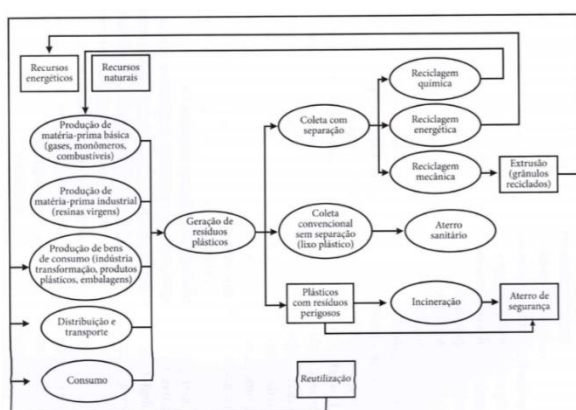 Recursos
energéticos
Recursos
naturais
Produção de
matéria-prima básica
(gases, monômeros,
combustíveis)
Produção de
matéria-prima industrial
(resinas virgens)
Produção de bens
de consumo (indústria
transformação, produtos
plásticos, embalagens)
Distribuição e
transporte
Consumo
Geração de
resíduos
plásticos
Coleta com
separação
Coleta
convencional
sem separação
(lixo plástico)
Plásticos
com resíduos
perigosos
Reciclagem
química
Reciclagem
energética
Reciclagem
mecânica
Extrusão
(grânulos
reciclados)
Aterro
sanitário
Incineração
Aterro de
segurança
Reutilização